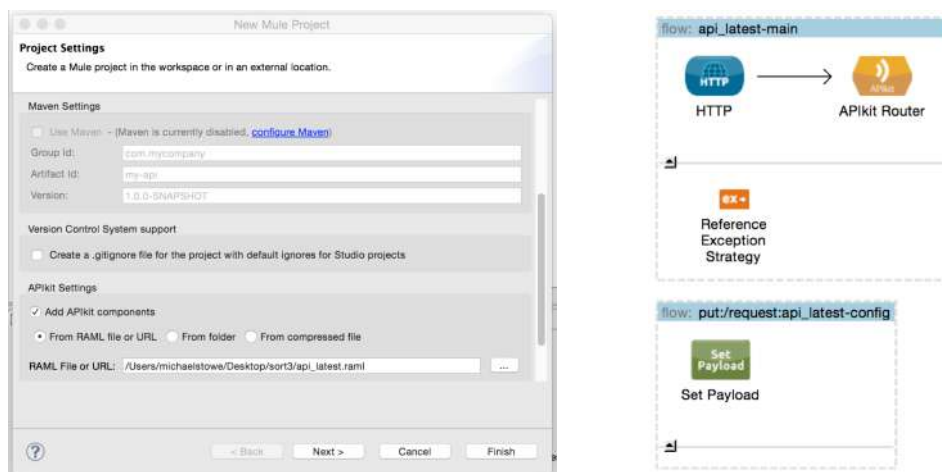 New Mule Project
Project Settings
Create a Mule project in the workspace or in an external location.
Maven Settings
Use Maven - (Maven is currently disabled, configure Maven)
Group Id: com.mycompany
Artifact Id: my-api
Version: 1.0.0-SNAPSHOT
Version Control System support
Create a .gitignore file for the project with default ignores for Studio projects
APIkit Settings
Add APIkit components
From RAML file or URL From folder From compressed file
RAML File or URL: /Users/michaelstowe/Desktop/sort3/api_latest.raml ...
? < Back Next > Cancel Finish
flow: api_latest-main
HTTP APIkit
HTTP APIkit Router
ex
Reference
Exception
Strategy
flow: put:/request:api_latest-config
Set
Payload
Set Payload